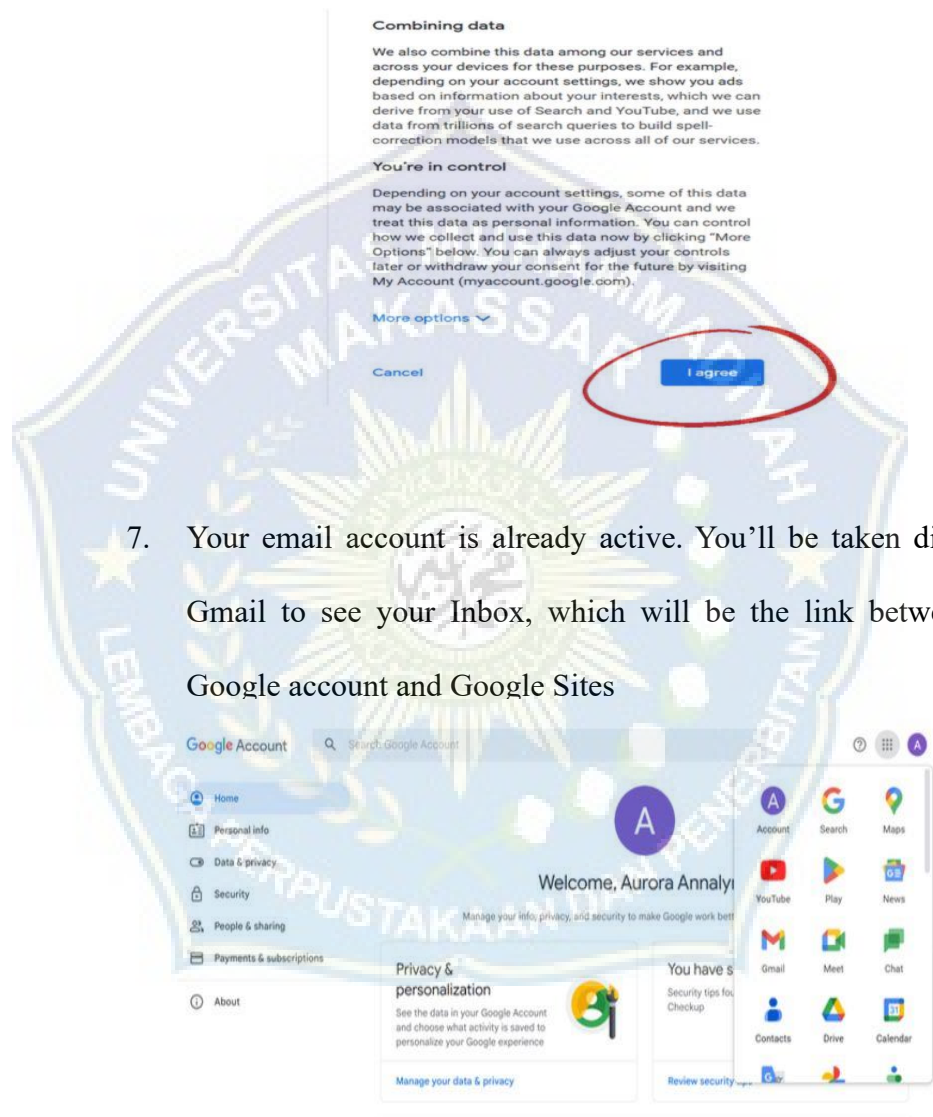 Combining data
We also combine this data among our services and
across your devices for these purposes. For example,
depending on your account settings, we show you ads
based on information about your interests, which we can
derive from your use of Search and YouTube, and we use
data from trillions of search queries to build spell-
correction models that we use across all of our services.
You're in control
Depending on your account settings, some of this data
may be associated with your Google Account and we
treat this data as personal information. You can control
how we collect and use this data now by clicking "More
Options" below. You can always adjust your controls
later or withdraw your consent for the future by visiting
My Account (myaccount.google.com).
More options
Cancel
I agree
UNIVERSITAS MUHAMMADIYAH
MAKASSAR
LEMBAGA PERPUSTAKAAN DAN PENERBITAN
7. Your email account is already active. You'll be taken di
Gmail to see your Inbox, which will be the link betw
Google account and Google Sites
Google Account
Search Google Account
A
Home
Personal info
Data & privacy
Security
People & sharing
Payments & subscriptions
About
A
Welcome, Aurora Annaly
Manage your info, privacy, and security to make Google work bett
Privacy &
personalization
See the data in your Google Account
and choose what activity is saved to
personalize your Google experience
Manage your data & privacy
You have s
Security tips fou
Checkup
Review security
A
Account
Search
Maps
YouTube
Play
News
Gmail
Meet
Chat
Contacts
Drive
31
Calendar